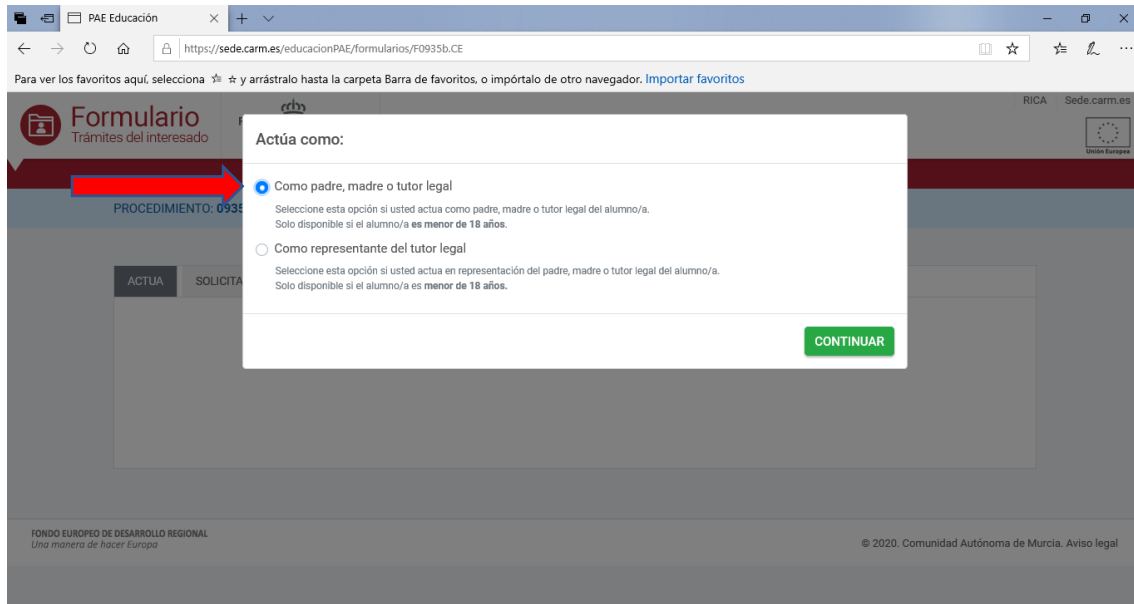 PAE Educación
https://sede.carm.es/educacionPAE/formularios/F0935b.CE
Para ver los favoritos aquí, selecciona y arrástralo hasta la carpeta Barra de favoritos, o impórtalo de otro navegador. Importar favoritos
RICA Sede.carm.es
Formulario
Trámites del interesado
Unión Europea
Actúa como:
Como padre, madre o tutor legal
Seleccione esta opción si usted actua como padre, madre o tutor legal del alumno/a.
Solo disponible si el alumno/a es menor de 18 años.
PROCEDIMIENTO: 0935
Como representante del tutor legal
Seleccione esta opción si usted actua en representación del padre, madre o tutor legal del alumno/a.
Solo disponible si el alumno/a es menor de 18 años.
ACTUA SOLICITA
CONTINUAR
FONDO EUROPEO DE DESARROLLO REGIONAL
Una manera de hacer Europa
© 2020. Comunidad Autónoma de Murcia. Aviso legal